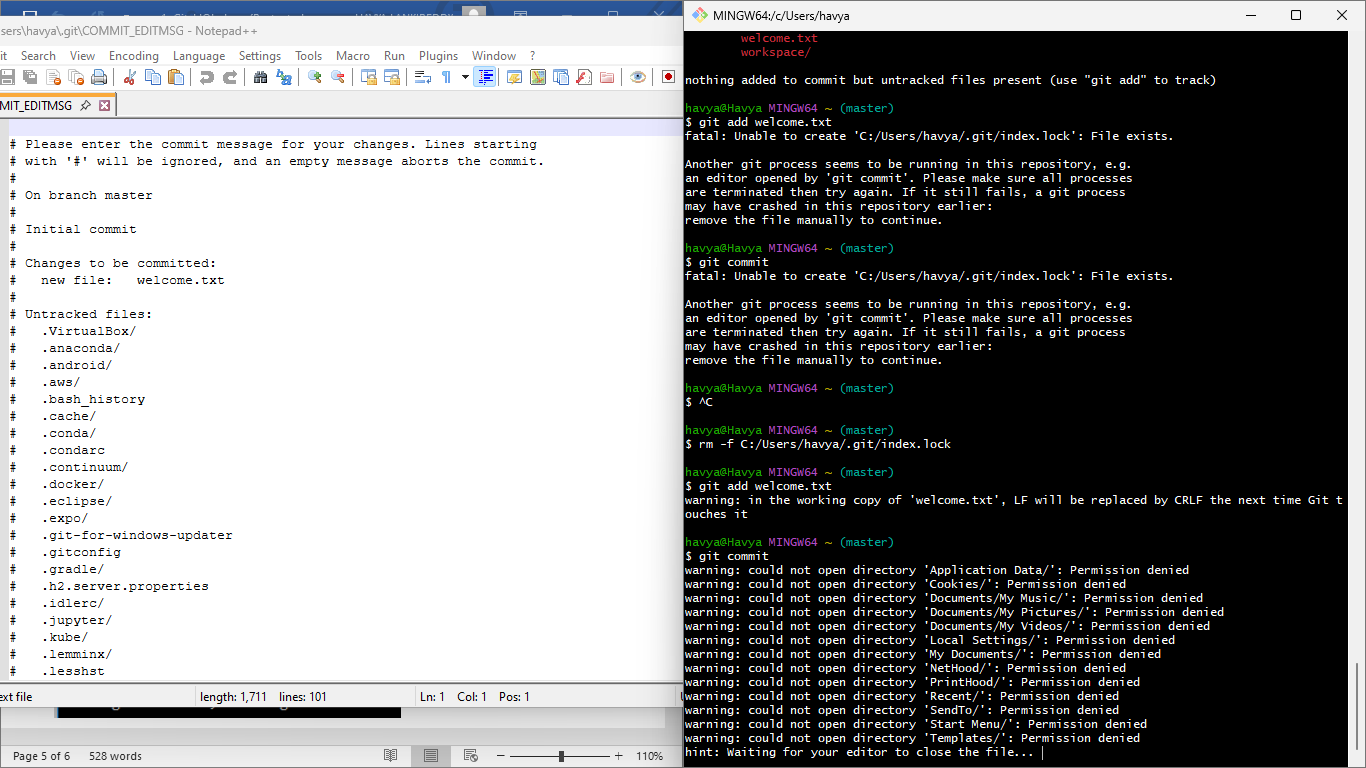 sers\havya\.git\COMMIT_EDITMSG - Notepad++
it Search View Encoding Language Settings Tools Macro Run Plugins Window ?
MIT_EDITMSG
# Please enter the commit message for your changes. Lines starting
# with '#' will be ignored, and an empty message aborts the commit.
#
# On branch master
#
# Initial commit
#
# Changes to be committed:
#	new file:   welcome.txt
#
# Untracked files:
#	.VirtualBox/
#	.anaconda/
#	.android/
#	.aws/
#	.bash_history
#	.cache/
#	.conda/
#	.condarc
#	.continuum/
#	.docker/
#	.eclipse/
#	.expo/
#	.git-for-windows-updater
#	.gitconfig
#	.gradle/
#	.h2.server.properties
#	.idlerc/
#	.jupyter/
#	.kube/
#	.lemminx/
#	.lesshst
ext file length: 1,711 lines: 101 Ln: 1 Col: 1 Pos: 1
Page 5 of 6 528 words 110%
MINGW64:/c/Users/havya
welcome.txt
workspace/
nothing added to commit but untracked files present (use "git add" to track)
havya@Havya MINGW64 ~ (master)
$ git add welcome.txt
fatal: Unable to create 'C:/Users/havya/.git/index.lock': File exists.
Another git process seems to be running in this repository, e.g.
an editor opened by 'git commit'. Please make sure all processes
are terminated then try again. If it still fails, a git process
may have crashed in this repository earlier:
remove the file manually to continue.
havya@Havya MINGW64 ~ (master)
$ git commit
fatal: Unable to create 'C:/Users/havya/.git/index.lock': File exists.
Another git process seems to be running in this repository, e.g.
an editor opened by 'git commit'. Please make sure all processes
are terminated then try again. If it still fails, a git process
may have crashed in this repository earlier:
remove the file manually to continue.
havya@Havya MINGW64 ~ (master)
$ ^C
havya@Havya MINGW64 ~ (master)
$ rm -f C:/Users/havya/.git/index.lock
havya@Havya MINGW64 ~ (master)
$ git add welcome.txt
warning: in the working copy of 'welcome.txt', LF will be replaced by CRLF the next time Git t
ouches it
havya@Havya MINGW64 ~ (master)
$ git commit
warning: could not open directory 'Application Data/': Permission denied
warning: could not open directory 'Cookies/': Permission denied
warning: could not open directory 'Documents/My Music/': Permission denied
warning: could not open directory 'Documents/My Pictures/': Permission denied
warning: could not open directory 'Documents/My Videos/': Permission denied
warning: could not open directory 'Local Settings/': Permission denied
warning: could not open directory 'My Documents/': Permission denied
warning: could not open directory 'NetHood/': Permission denied
warning: could not open directory 'PrintHood/': Permission denied
warning: could not open directory 'Recent/': Permission denied
warning: could not open directory 'SendTo/': Permission denied
warning: could not open directory 'Start Menu/': Permission denied
warning: could not open directory 'Templates/': Permission denied
hint: Waiting for your editor to close the file...